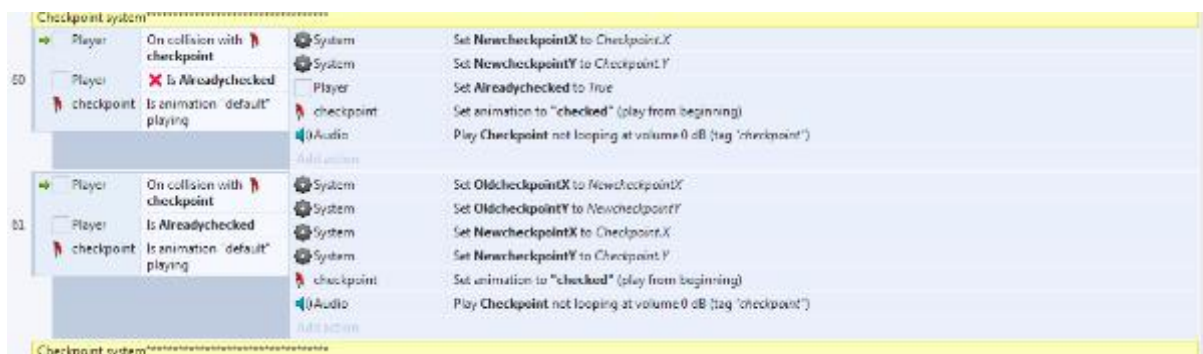 Checkpoint system**********************************
60
Player On collision with checkpoint
Player Is Alreadychecked
checkpoint Is animation "default" playing
System Set NewcheckpointX to Checkpoint.X
System Set NewcheckpointY to Checkpoint.Y
Player Set Alreadychecked to True
checkpoint Set animation to "checked" (play from beginning)
Audio Play Checkpoint not looping at volume 0 dB (tag "checkpoint")
Add action
61
Player On collision with checkpoint
Player Is Alreadychecked
checkpoint Is animation "default" playing
System Set OldcheckpointX to NewcheckpointX
System Set OldcheckpointY to NewcheckpointY
System Set NewcheckpointX to Checkpoint.X
System Set NewcheckpointY to Checkpoint.Y
checkpoint Set animation to "checked" (play from beginning)
Audio Play Checkpoint not looping at volume 0 dB (tag "checkpoint")
Add action
Checkpoint system**********************************